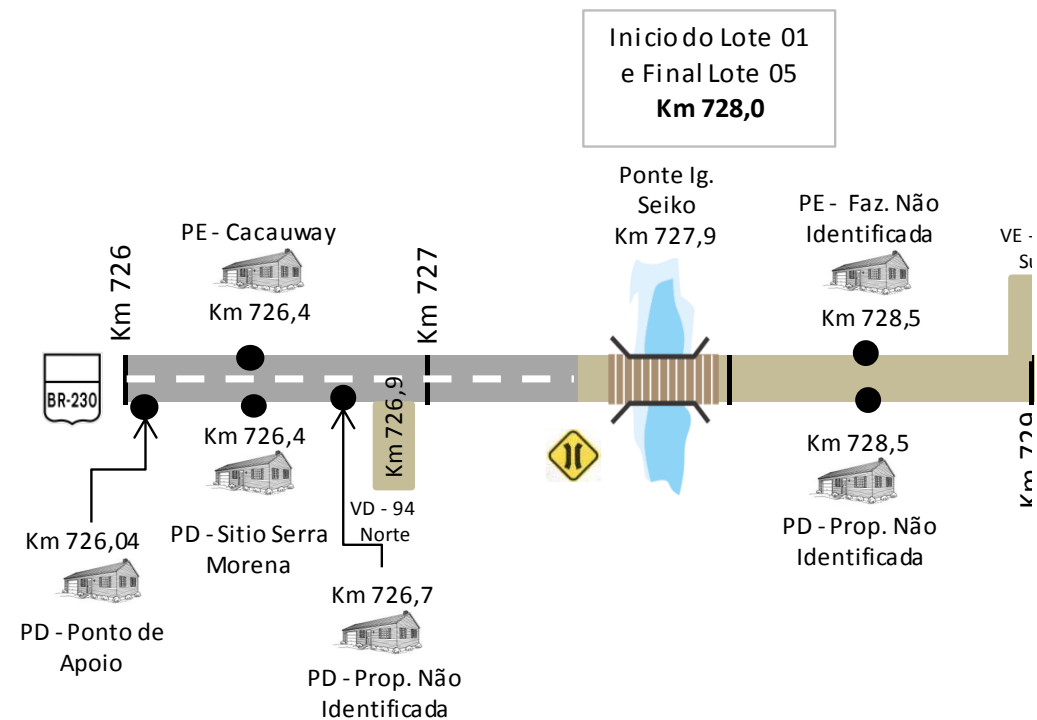 Inicio do Lote 01
e Final Lote 05
Km 728,0
Ponte Ig.
Seiko
Km 727,9
PE - Faz. Não
Identificada
Km 728,5
VE -
PE - Cacauway
Km 726,4
Km 726
Km 727
BR-230
Km 726,9
Km 729
Km 726,4
PD - Sitio Serra
Morena
VD - 94
Norte
Km 728,5
PD - Prop. Não
Identificada
Km 726,04
PD - Ponto de
Apoio
Km 726,7
PD - Prop. Não
Identificada